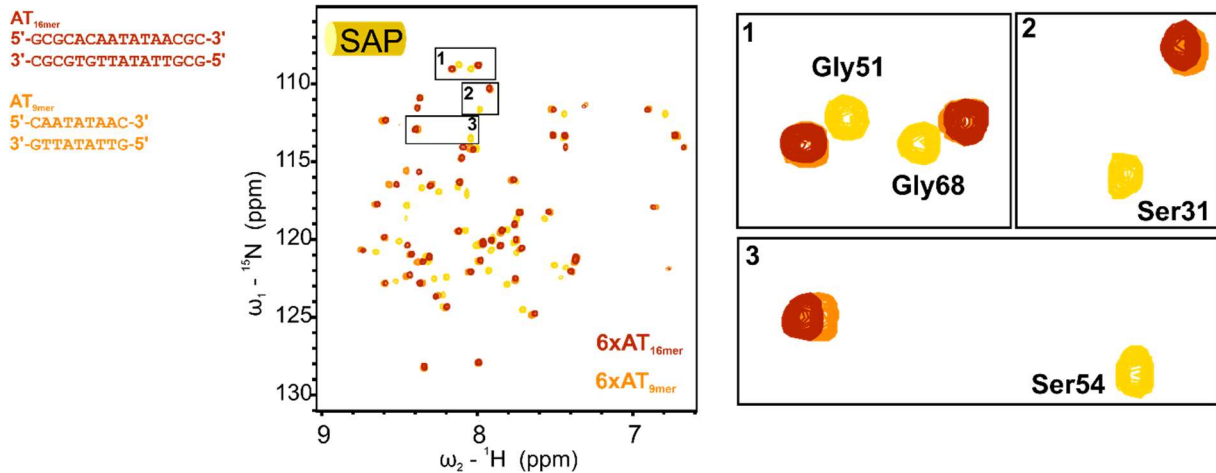 AT16mer
5'-GCGCACAATATAACGC-3'
3'-CGCGTGTTATATTGCG-5'
AT9mer
5'-CAATATAAC-3'
3'-GTTATATTG-5'
SAP
1
2
3
110
115
120
125
130
ω1 - 15N (ppm)
6xAT16mer
6xAT9mer
9
8
7
ω2 - 1H (ppm)
1
Gly51
Gly68
2
Ser31
3
Ser54